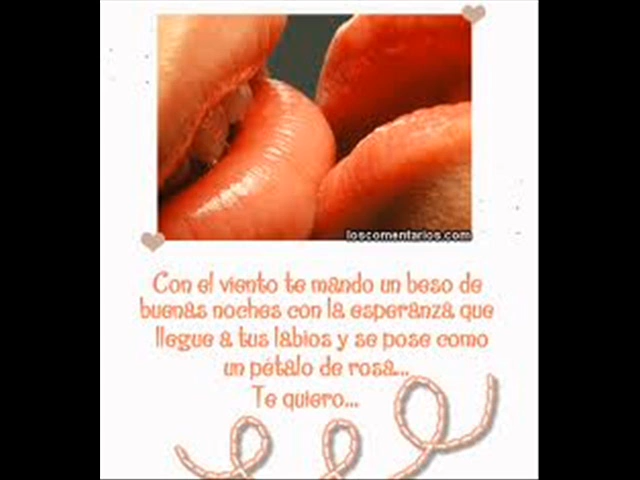 loscomentarios.com
Con el viento te mando un beso de
buenas noches con la esperanza que
llegue a tus labios y se pose como
un pétalo de rosa...
Te quiero...